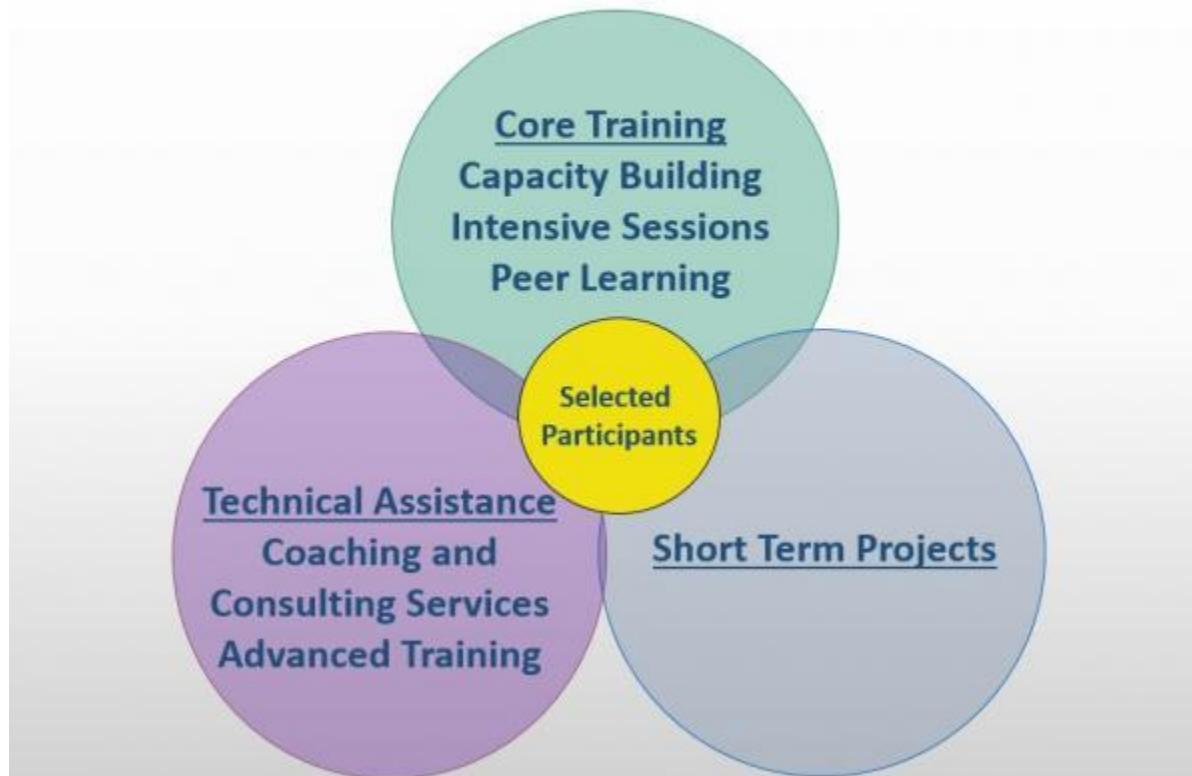 Core Training
Capacity Building
Intensive Sessions
Peer Learning
Selected
Participants
Technical Assistance
Coaching and
Consulting Services
Advanced Training
Short Term Projects